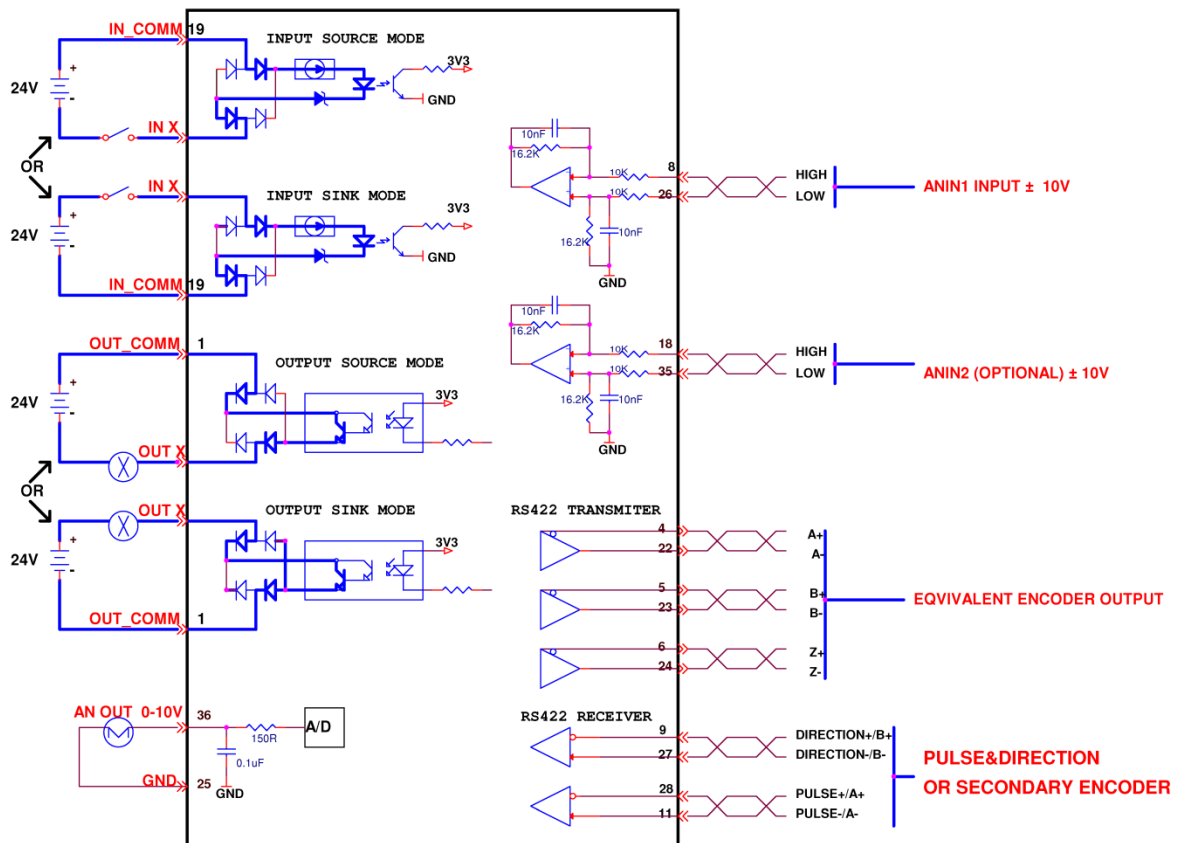 IN_COMM 19
INPUT SOURCE MODE
3V3
+
24V
-
GND
IN X
OR
IN X
INPUT SINK MODE
3V3
+
24V
-
GND
IN_COMM 19
OUT_COMM 1
OUTPUT SOURCE MODE
3V3
+
24V
-
OUT X
OR
OUT X
OUTPUT SINK MODE
3V3
+
24V
-
OUT_COMM 1
AN OUT 0-10V 36
A/D
150R
0.1uF
GND 25
GND
10nF
16.2K
10K
8
HIGH
10K
26
LOW
ANIN1 INPUT ± 10V
16.2K
10nF
GND
10nF
16.2K
10K
18
HIGH
10K
35
LOW
ANIN2 (OPTIONAL) ± 10V
16.2K
10nF
GND
RS422 TRANSMITER
4
A+
22
A-
5
B+
23
B-
EQVIVALENT ENCODER OUTPUT
6
Z+
24
Z-
RS422 RECEIVER
9
DIRECTION+/B+
27
DIRECTION-/B-
28
PULSE+/A+
11
PULSE-/A-
PULSE&DIRECTION
OR SECONDARY ENCODER